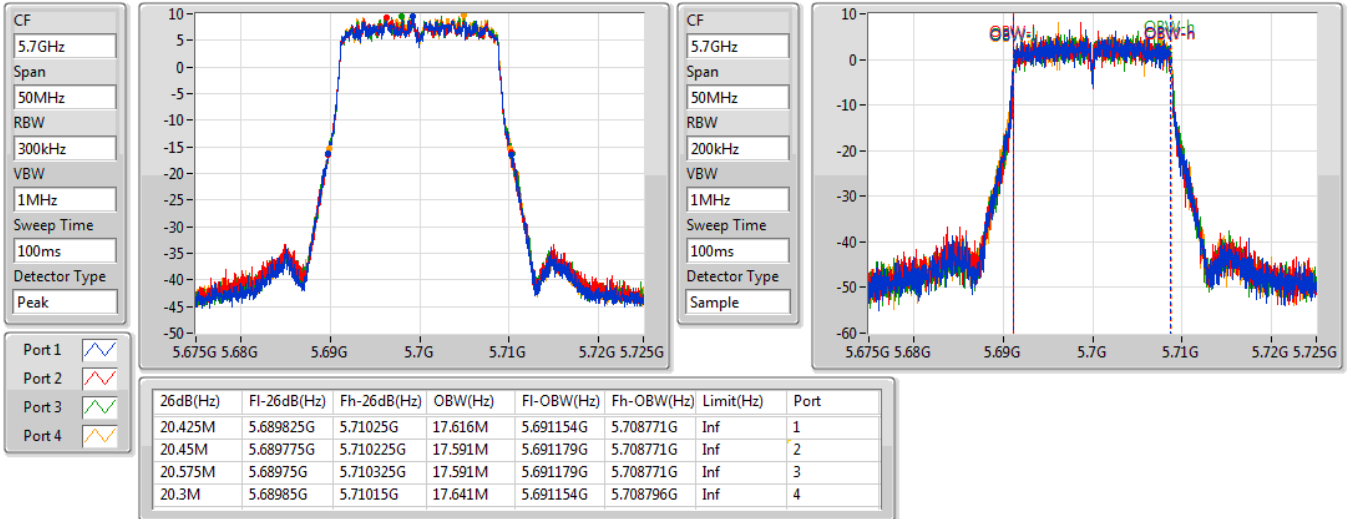 CF
5.7GHz
Span
50MHz
RBW
300kHz
VBW
1MHz
Sweep Time
100ms
Detector Type
Peak
10
5
0
-5
-10
-15
-20
-25
-30
-35
-40
-45
-50
5.675G 5.68G 5.69G 5.7G 5.71G 5.72G 5.725G
CF
5.7GHz
Span
50MHz
RBW
200kHz
VBW
1MHz
Sweep Time
100ms
Detector Type
Sample
10
0
-10
-20
-30
-40
-50
-60
OBW-l OBW-h
5.675G 5.68G 5.69G 5.7G 5.71G 5.72G 5.725G
Port 1
Port 2
Port 3
Port 4
26dB(Hz) Fl-26dB(Hz) Fh-26dB(Hz) OBW(Hz) Fl-OBW(Hz) Fh-OBW(Hz) Limit(Hz) Port
20.425M 5.689825G 5.71025G 17.616M 5.691154G 5.708771G Inf 1
20.45M 5.689775G 5.710225G 17.591M 5.691179G 5.708771G Inf 2
20.575M 5.68975G 5.710325G 17.591M 5.691179G 5.708771G Inf 3
20.3M 5.68985G 5.71015G 17.641M 5.691154G 5.708796G Inf 4